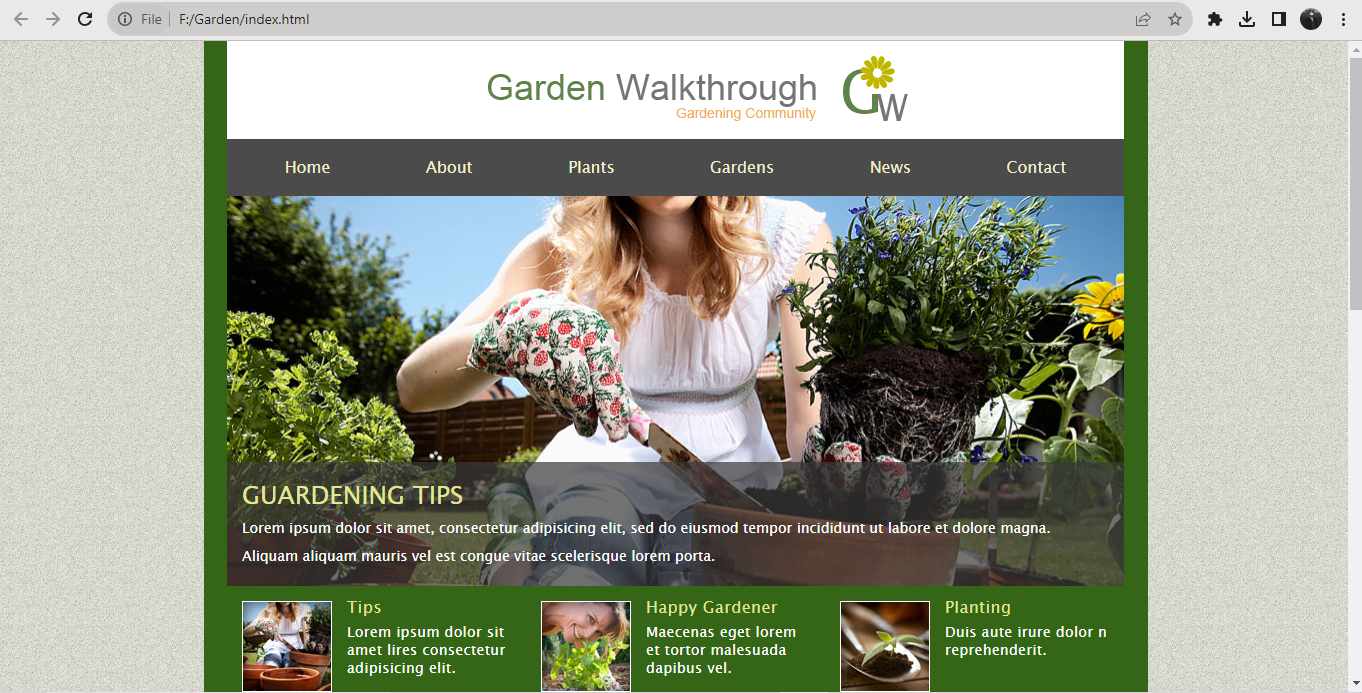 File F:/Garden/index.html
Garden Walkthrough
Gardening Community
GW
Home About Plants Gardens News Contact
GUARDENING TIPS
Lorem ipsum dolor sit amet, consectetur adipisicing elit, sed do eiusmod tempor incididunt ut labore et dolore magna.
Aliquam aliquam mauris vel est congue vitae scelerisque lorem porta.
Tips
Lorem ipsum dolor sit
amet lires consectetur
adipisicing elit.
Happy Gardener
Maecenas eget lorem
et tortor malesuada
dapibus vel.
Planting
Duis aute irure dolor n
reprehenderit.